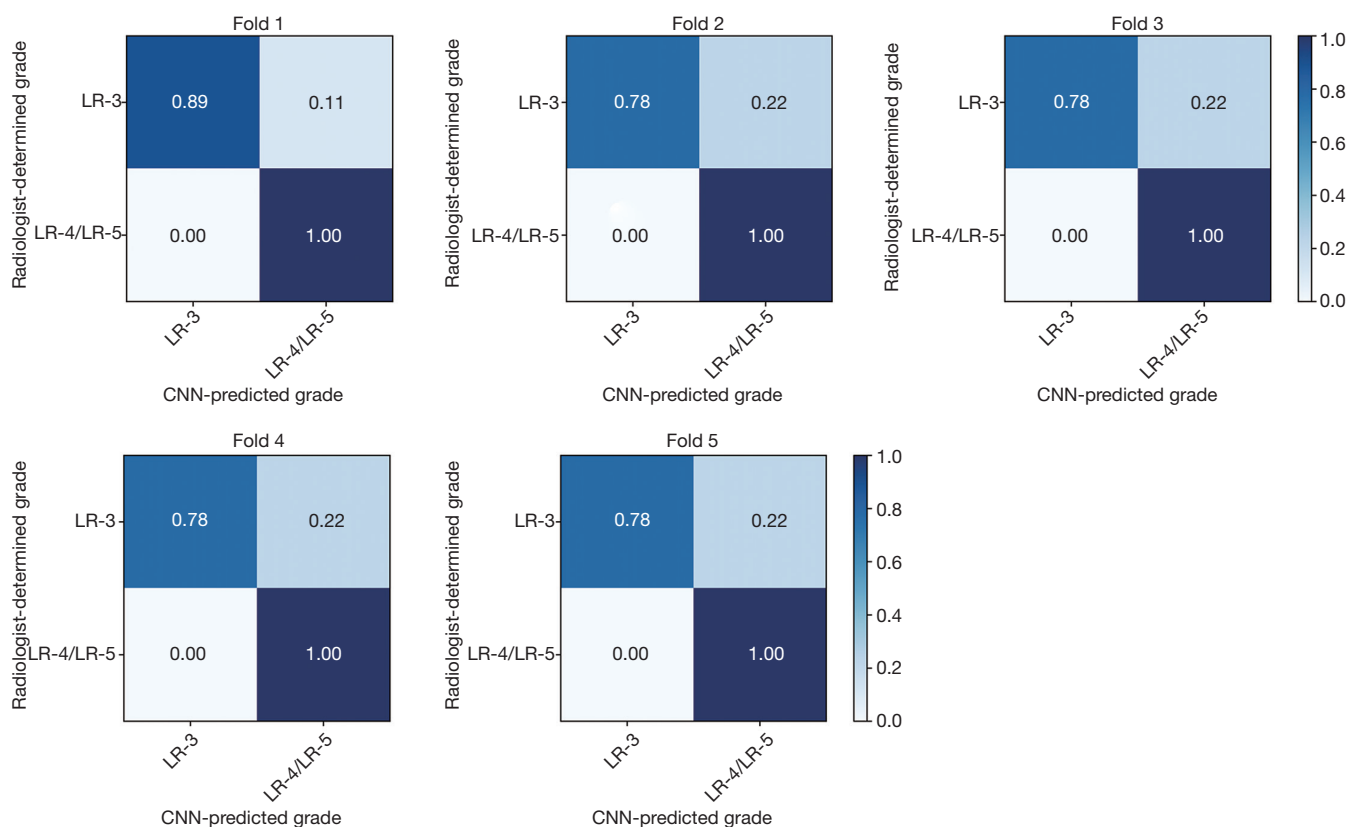 Fold 1
Radiologist-determined grade
LR-3
0.89
0.11
LR-4/LR-5
0.00
1.00
LR-3
LR-4/LR-5
CNN-predicted grade
Fold 2
Radiologist-determined grade
LR-3
0.78
0.22
LR-4/LR-5
0.00
1.00
LR-3
LR-4/LR-5
CNN-predicted grade
Fold 3
Radiologist-determined grade
LR-3
0.78
0.22
LR-4/LR-5
0.00
1.00
LR-3
LR-4/LR-5
CNN-predicted grade
1.0
0.8
0.6
0.4
0.2
0.0
Fold 4
Radiologist-determined grade
LR-3
0.78
0.22
LR-4/LR-5
0.00
1.00
LR-3
LR-4/LR-5
CNN-predicted grade
Fold 5
Radiologist-determined grade
LR-3
0.78
0.22
LR-4/LR-5
0.00
1.00
LR-3
LR-4/LR-5
CNN-predicted grade
1.0
0.8
0.6
0.4
0.2
0.0